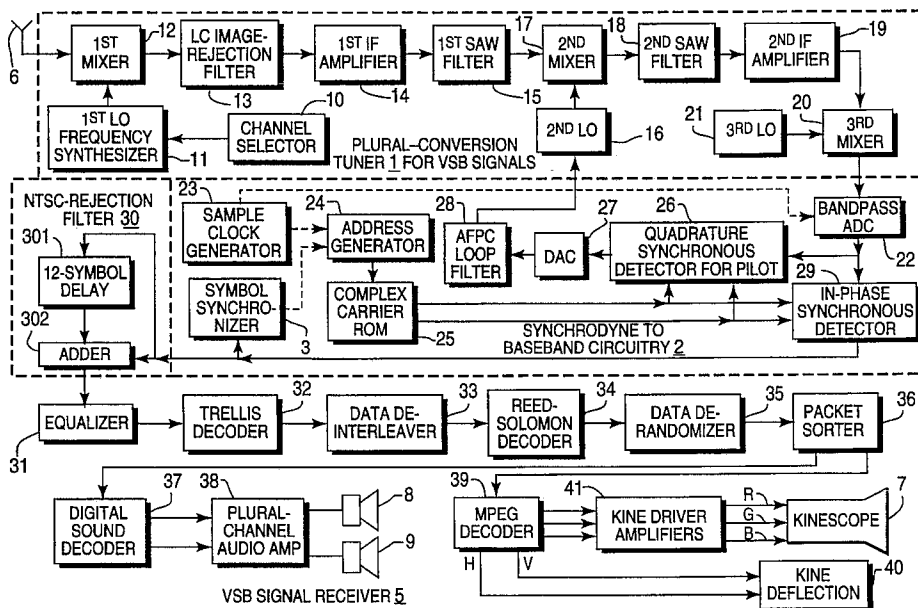 6
1ST
MIXER
12
LC IMAGE-
REJECTION
FILTER
13
1ST IF
AMPLIFIER
14
1ST SAW
FILTER
15
17
2ND
MIXER
18
2ND SAW
FILTER
2ND IF
AMPLIFIER
19
1ST LO
FREQUENCY
SYNTHESIZER
11
10
CHANNEL
SELECTOR
PLURAL-CONVERSION
TUNER 1 FOR VSB SIGNALS
2ND LO
16
21
3RD LO
20
3RD
MIXER
NTSC-REJECTION
FILTER 30
301
12-SYMBOL
DELAY
302
ADDER
23
SAMPLE
CLOCK
GENERATOR
24
ADDRESS
GENERATOR
SYMBOL
SYNCHRO-
NIZER
3
COMPLEX
CARRIER
ROM
25
28
AFPC
LOOP
FILTER
27
DAC
26
QUADRATURE
SYNCHRONOUS
DETECTOR FOR PILOT
BANDPASS
ADC
22
29
IN-PHASE
SYNCHRONOUS
DETECTOR
SYNCHRODYNE TO
BASEBAND CIRCUITRY 2
EQUALIZER
31
TRELLIS
DECODER
32
DATA DE-
INTERLEAVER
33
REED-
SOLOMON
DECODER
34
DATA DE-
RANDOMIZER
35
PACKET
SORTER
36
DIGITAL
SOUND
DECODER
37
38
PLURAL-
CHANNEL
AUDIO AMP
8
9
39
MPEG
DECODER
H
V
41
KINE DRIVER
AMPLIFIERS
R
G
B
KINESCOPE
7
KINE
DEFLECTION
40
VSB SIGNAL RECEIVER 5